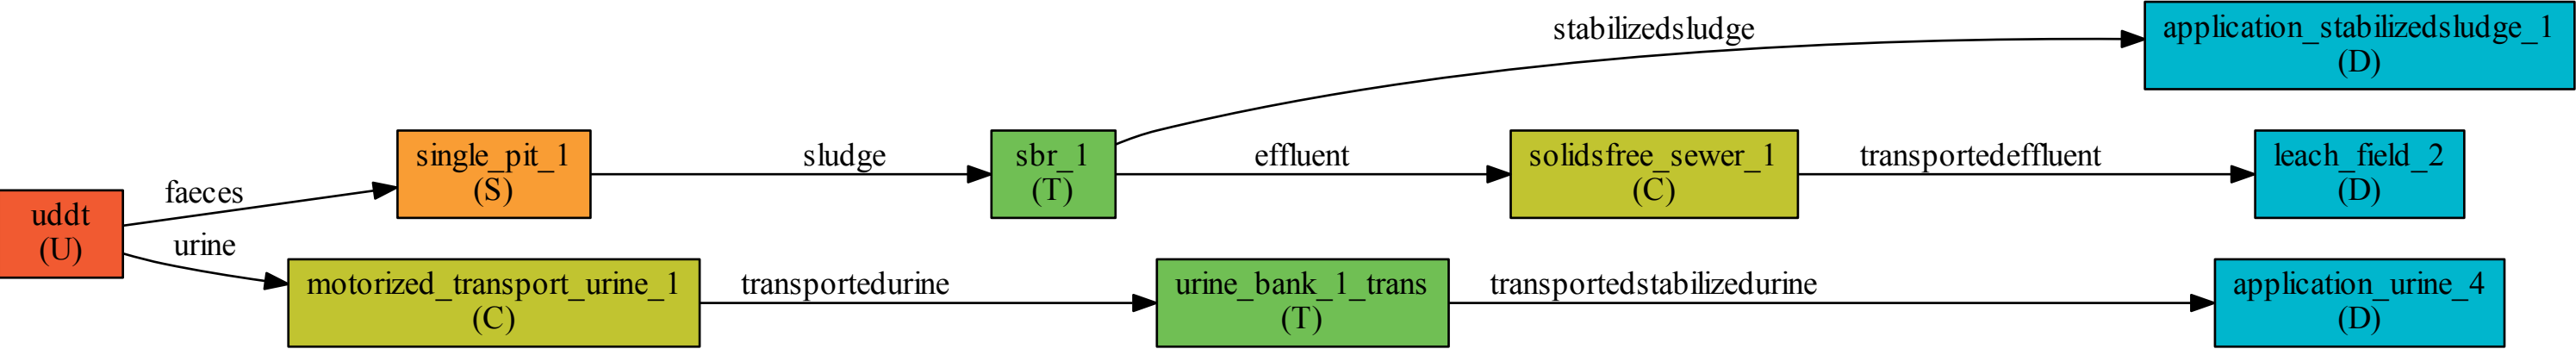 stabilizedsludge
application_stabilizedsludge_1
(D)
single_pit_1
(S)
sludge
sbr_1
(T)
effluent
solidsfree_sewer_1
(C)
transportedeffluent
leach_field_2
(D)
uddt
(U)
faeces
urine
motorized_transport_urine_1
(C)
transportedurine
urine_bank_1_trans
(T)
transportedstabilizedurine
application_urine_4
(D)